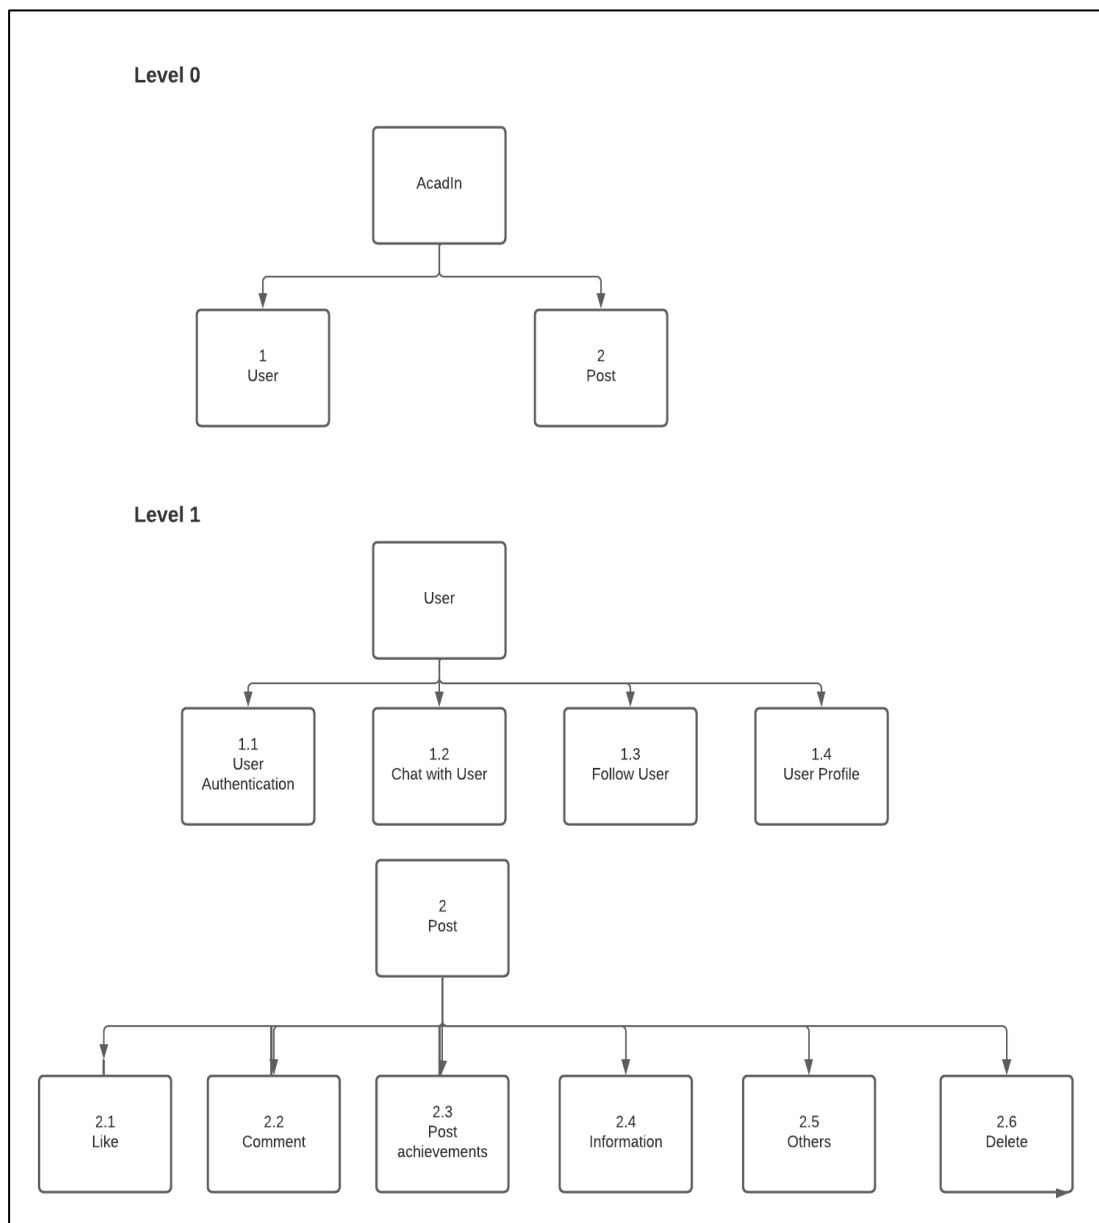 Level 0
AcadIn
1
User
2
Post
Level 1
User
1.1
User
Authentication
1.2
Chat with User
1.3
Follow User
1.4
User Profile
2
Post
2.1
Like
2.2
Comment
2.3
Post
achievements
2.4
Information
2.5
Others
2.6
Delete